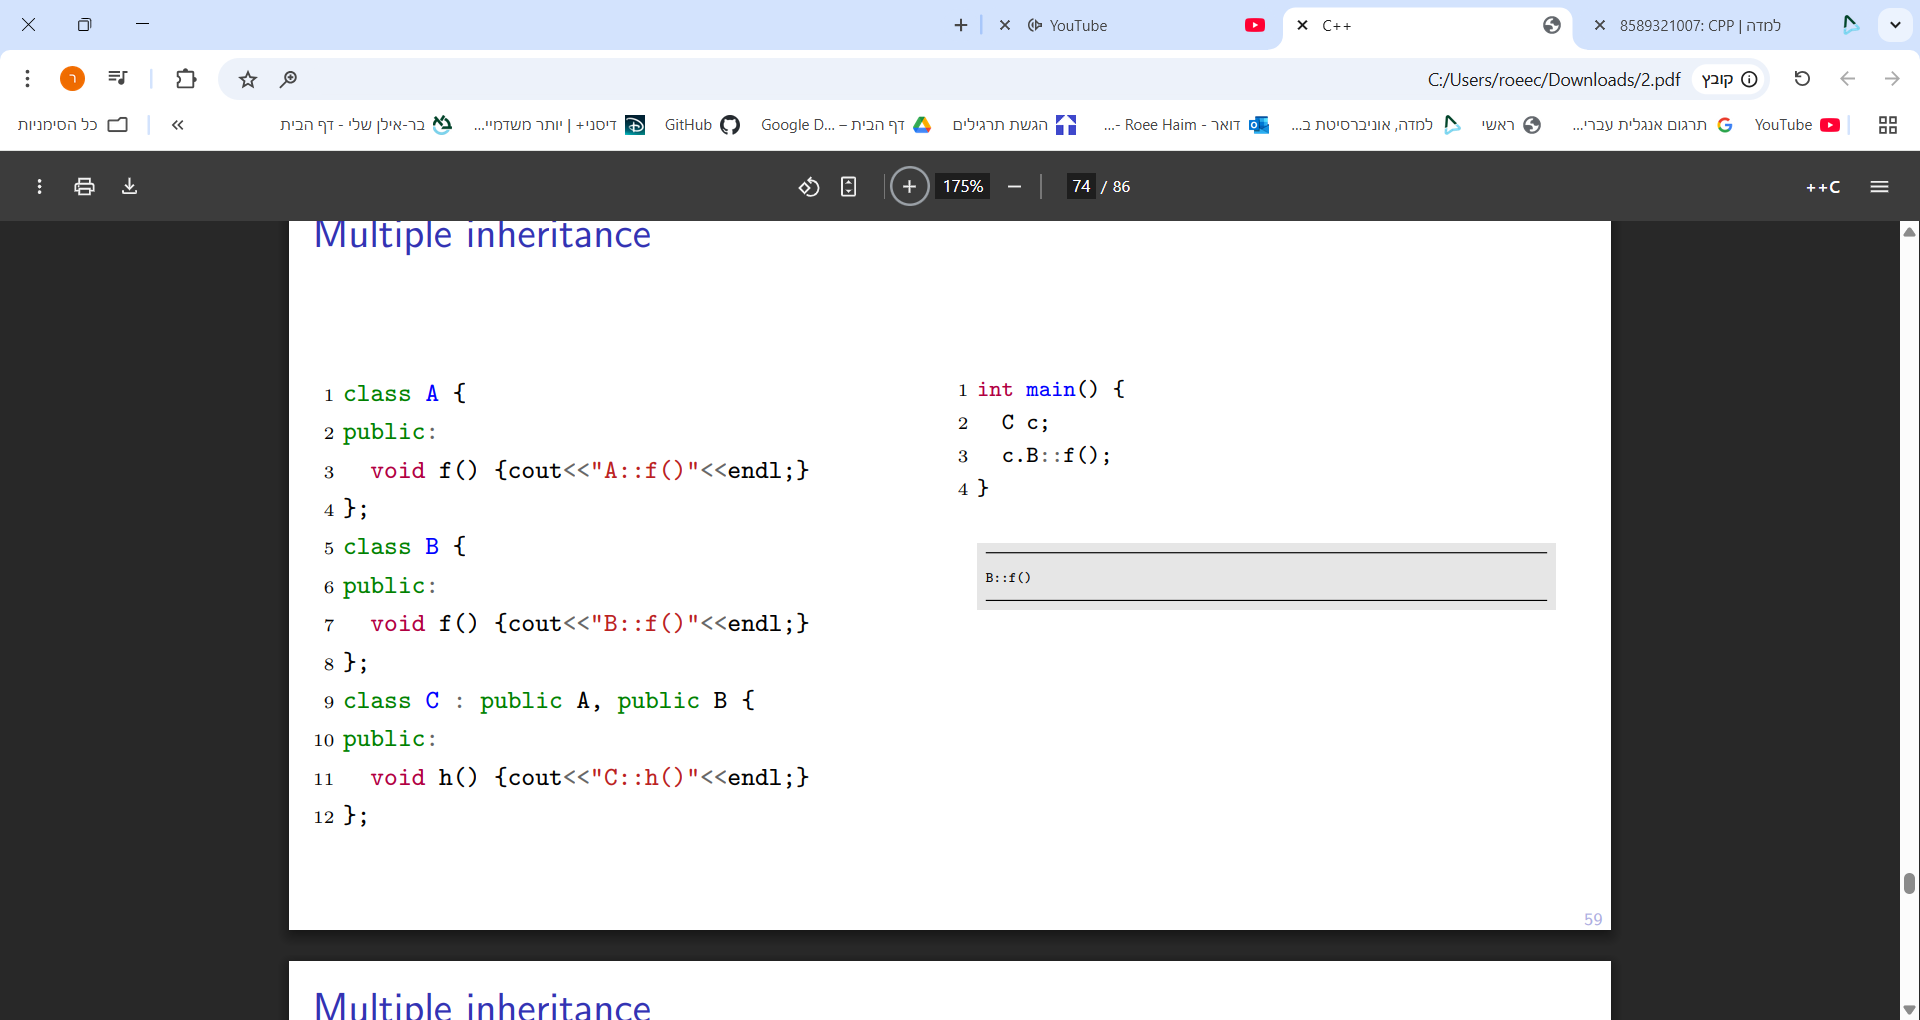 YouTube
C++
8589321007: CPP | למדה
C:/Users/roeec/Downloads/2.pdf
קובץ
ר
כל הסימניות
«
בר-אילן שלי - דף הבית
דיסני+ | יותר משדמיי...
GitHub
Google D... – דף הבית
הגשת תרגילים
דואר - Roee Haim -...
למדה, אוניברסיטת ב...
ראשי
תרגום אנגלית עברי...
YouTube
175%
74 / 86
++C
Multiple inheritance
1 class A {
2 public:
3 void f() {cout<<"A::f()"<<endl;}
4 };
5 class B {
6 public:
7 void f() {cout<<"B::f()"<<endl;}
8 };
9 class C : public A, public B {
10 public:
11 void h() {cout<<"C::h()"<<endl;}
12 };
1 int main() {
2 C c;
3 c.B::f();
4 }
B::f()
59
Multiple inheritance